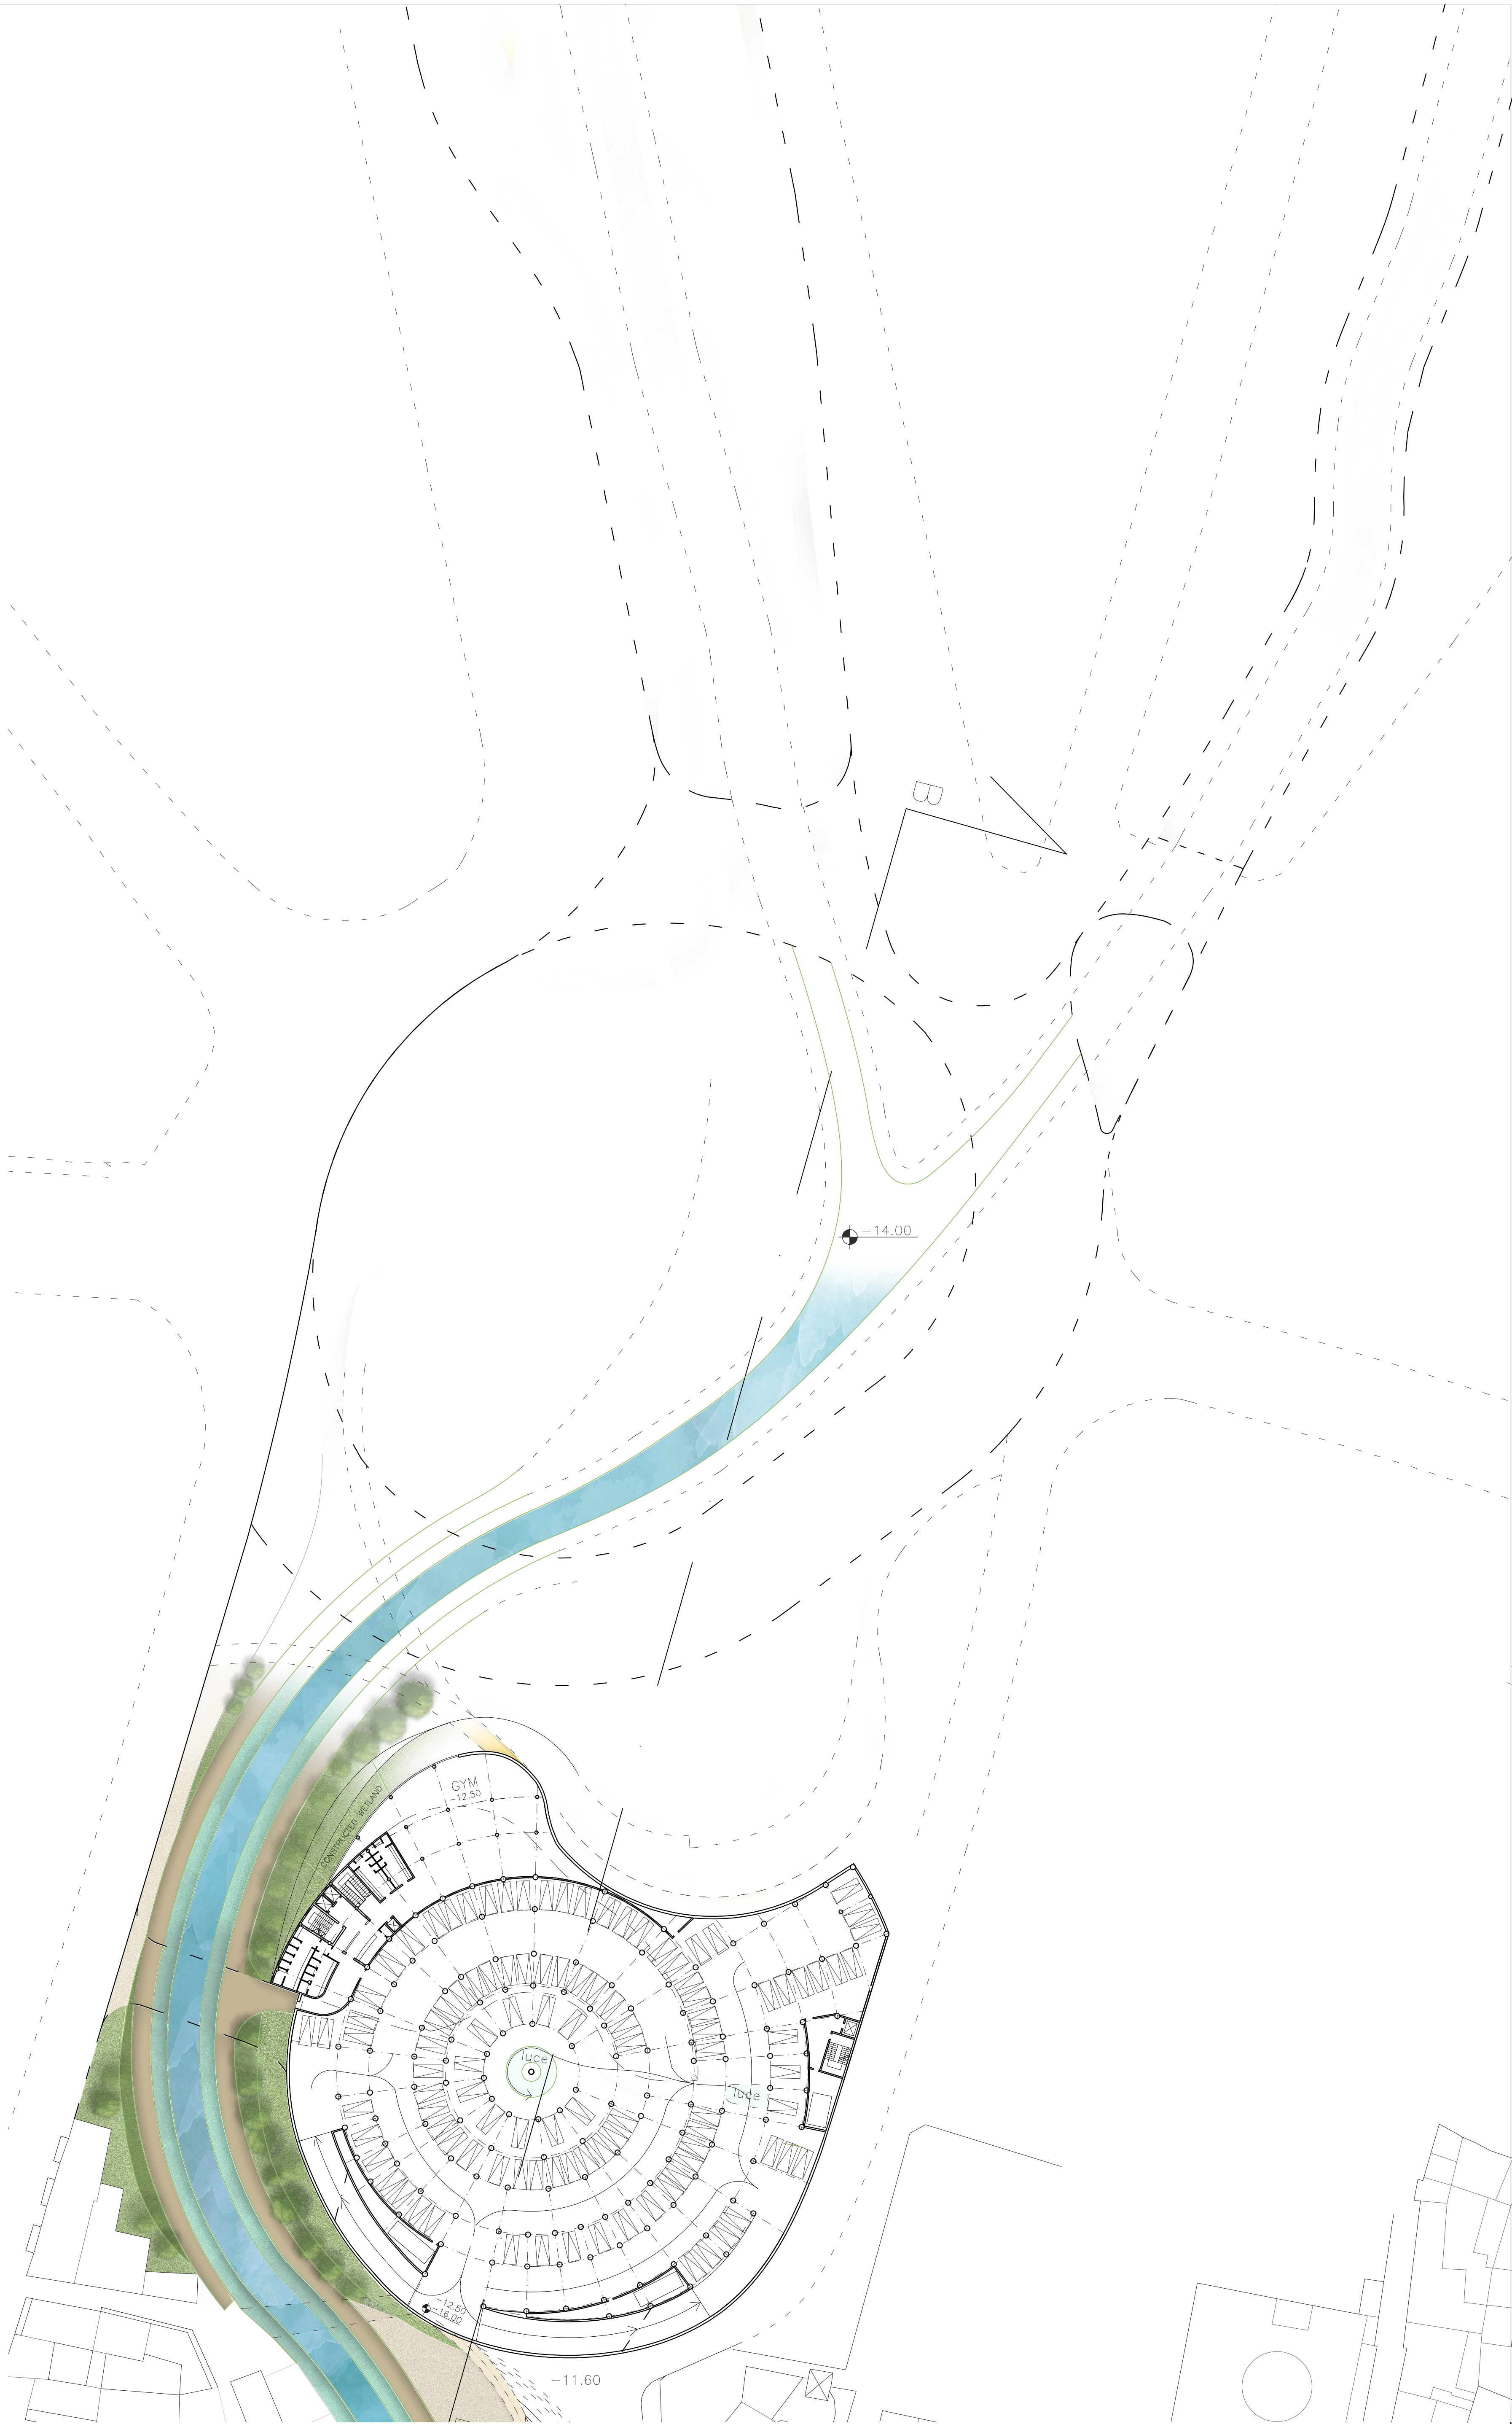 B
-14.00
GYM
-12.50
CONSTRUCTED WETLAND
luce
luce
-12.50
-16.00
-11.60